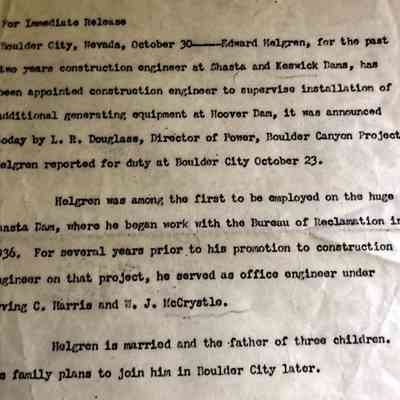 For Immediate Release
Boulder City, Nevada, October 30——Edward Helgren, for the past
two years construction engineer at Shasta and Keswick Dams, has
been appointed construction engineer to supervise installation of
additional generating equipment at Hoover Dam, it was announced
today by L. R. Douglass, Director of Power, Boulder Canyon Project
Helgren reported for duty at Boulder City October 23.
Helgren was among the first to be employed on the huge
Shasta Dam, where he began work with the Bureau of Reclamation in
1936. For several years prior to his promotion to construction
engineer on that project, he served as office engineer under
C. Harris and W. J. McCrystle.
Helgren is married and the father of three children.
family plans to join him in Boulder City later.